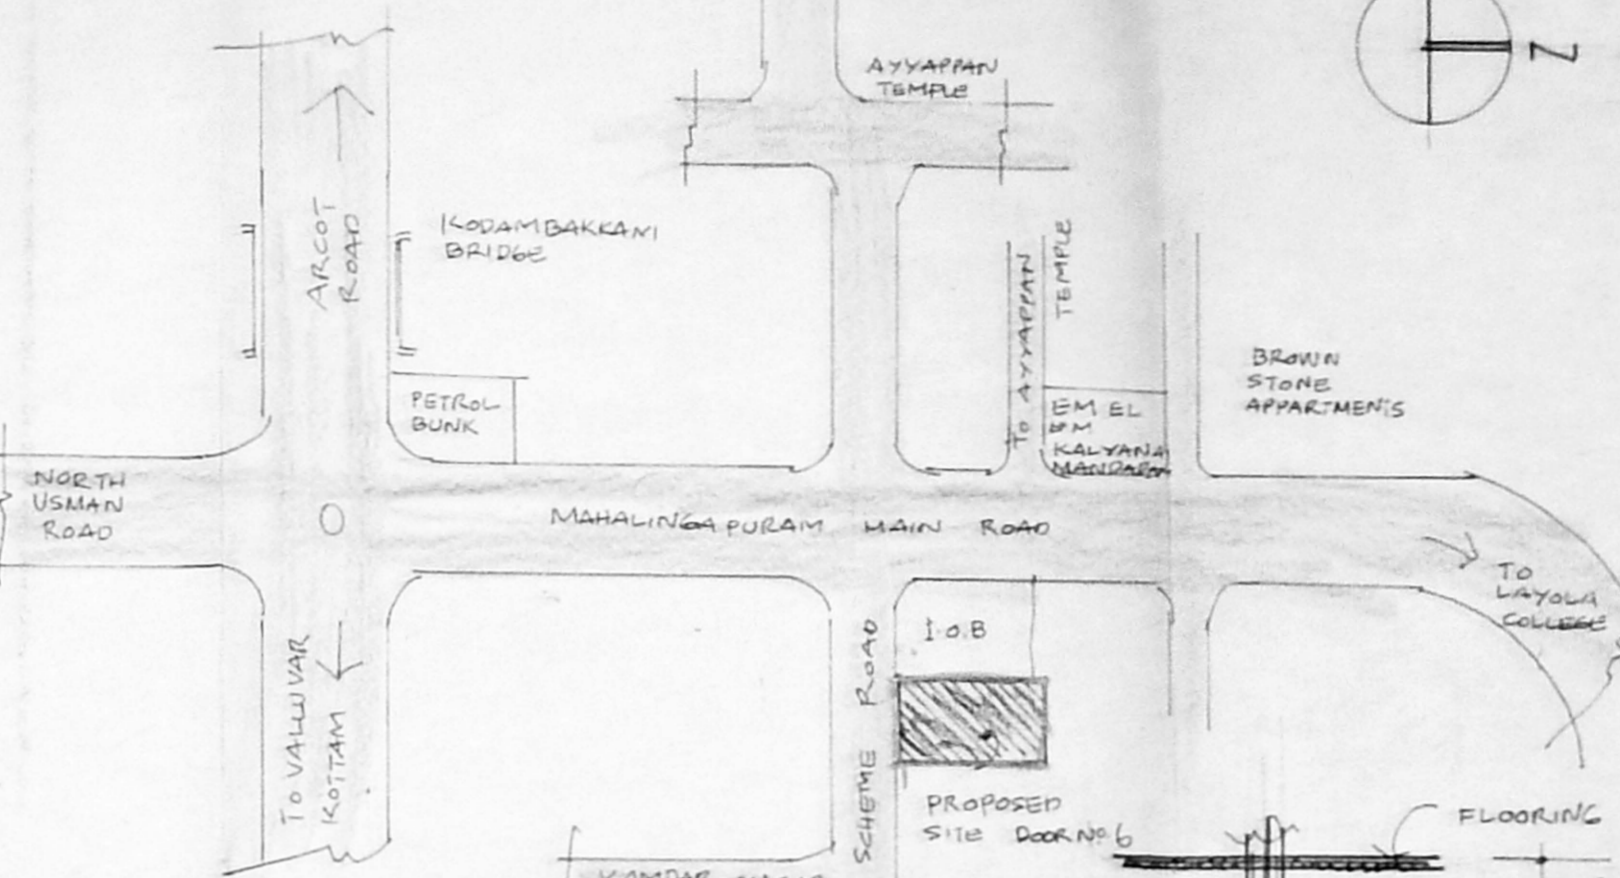 AYYAPPAN
TEMPLE
N
ARCOT
ROAD
KODAMBAKKAM
BRIDGE
TO AYYAPPAN
TEMPLE
PETROL
BUNK
EM EL
KALYANA
MANDAPAM
BROWN
STONE
APPARTMENTS
NORTH
USMAN
ROAD
MAHALINGAPURAM MAIN ROAD
TO
LAYOLA
COLLEGE
TO VALLUVAR
KOTTAM
SCHEME ROAD
I.O.B
PROPOSED
SITE DOOR No 6
FLOORING